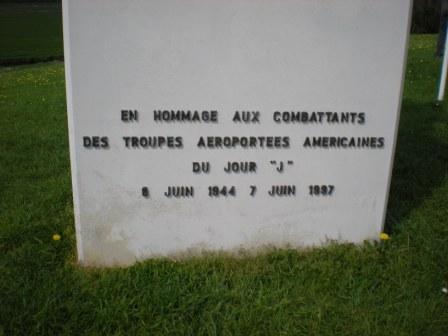 EN HOMMAGE AUX COMBATTANTS
DES TROUPES AEROPORTEES AMERICAINES
DU JOUR "J"
6 JUIN 1944 7 JUIN 1997